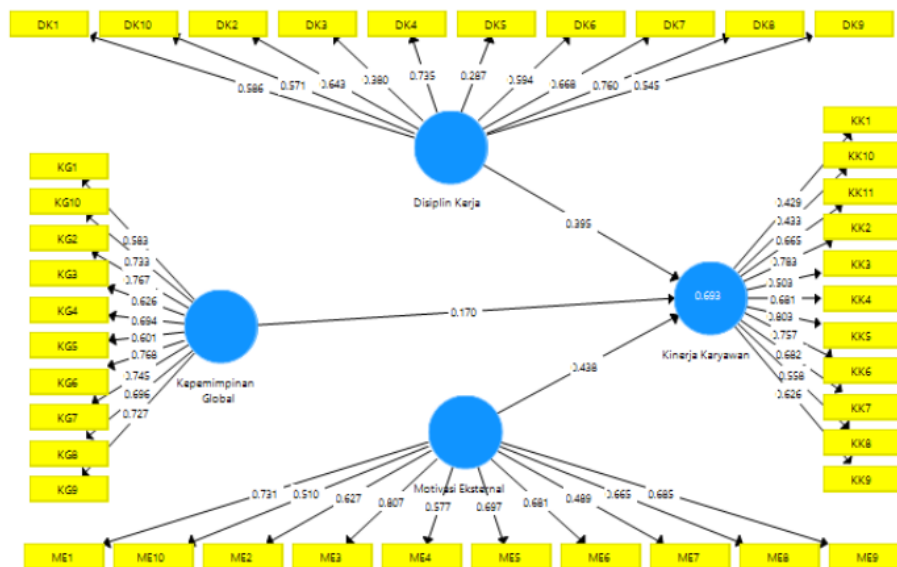 DK1 DK10 DK2 DK3 DK4 DK5 DK6 DK7 DK8 DK9
0.586 0.571 0.643 0.380 0.735 0.287 0.594 0.668 0.760 0.545
Disiplin Kerja
KG1
KG10
KG2
KG3
KG4
KG5
KG6
KG7
KG8
KG9
0.583
0.733
0.767
0.626
0.694
0.601
0.768
0.745
0.696
0.727
Kepemimpinan
Global
0.395
0.170
0.438
0.693
Kinerja Karyawan
0.429
0.433
0.665
0.783
0.503
0.681
0.803
0.757
0.682
0.558
0.626
KK1
KK10
KK11
KK2
KK3
KK4
KK5
KK6
KK7
KK8
KK9
Motivasi Eksternal
0.731 0.510 0.627 0.807 0.577 0.697 0.681 0.489 0.665 0.685
ME1 ME10 ME2 ME3 ME4 ME5 ME6 ME7 ME8 ME9